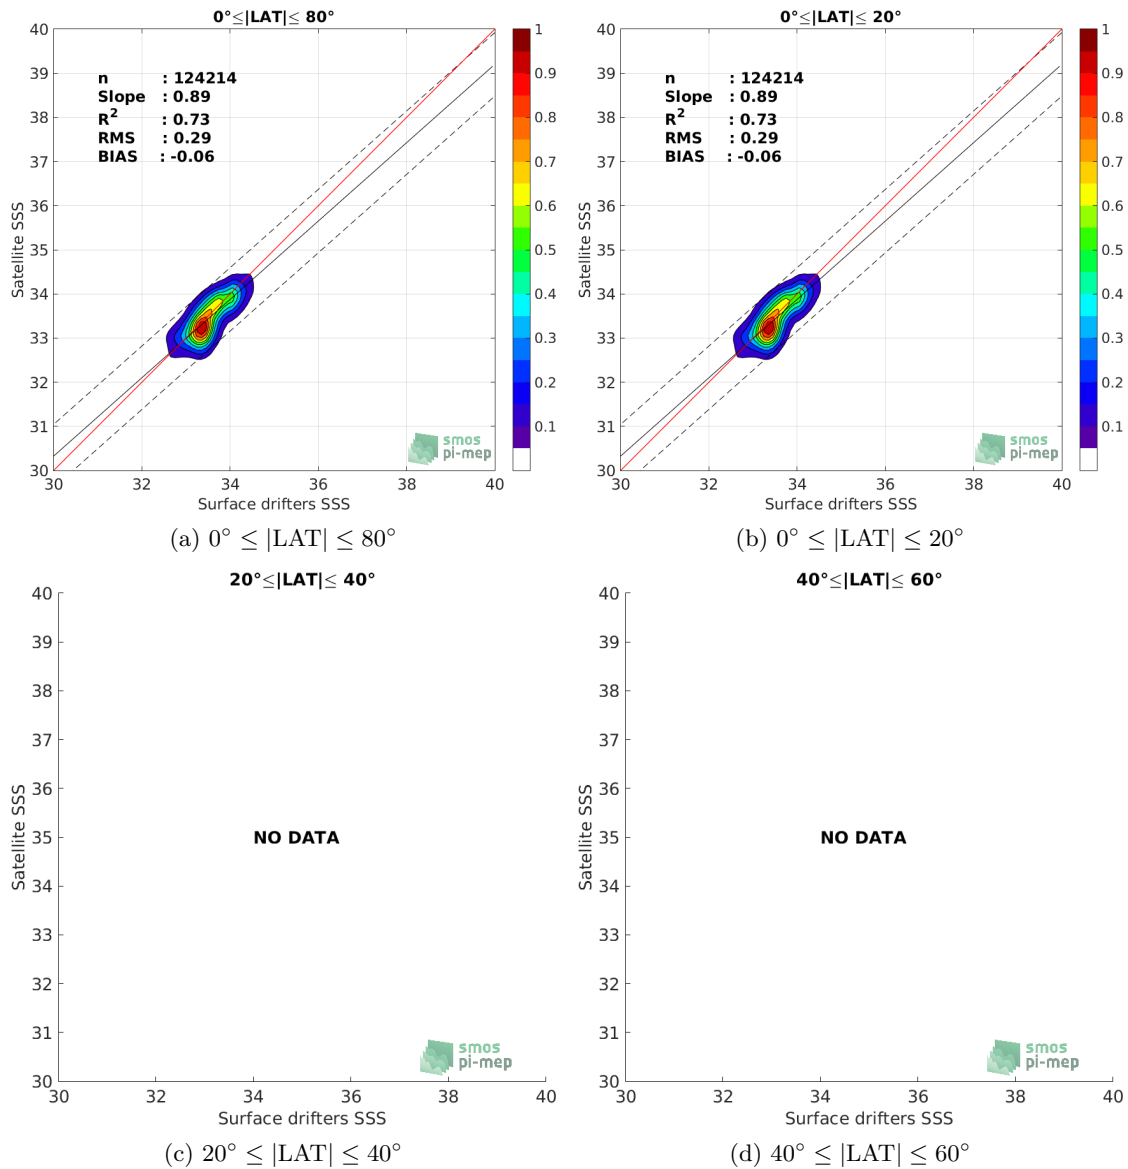 0°≤|LAT|≤ 80°
40
39
38
37
36
35
34
33
32
31
30
Satellite SSS
n : 124214
Slope : 0.89
R2 : 0.73
RMS : 0.29
BIAS : -0.06
smos
pi-mep
30 32 34 36 38 40
Surface drifters SSS
1
0.9
0.8
0.7
0.6
0.5
0.4
0.3
0.2
0.1
(a) 0° ≤ |LAT| ≤ 80°
0°≤|LAT|≤ 20°
40
39
38
37
36
35
34
33
32
31
30
Satellite SSS
n : 124214
Slope : 0.89
R2 : 0.73
RMS : 0.29
BIAS : -0.06
smos
pi-mep
30 32 34 36 38 40
Surface drifters SSS
1
0.9
0.8
0.7
0.6
0.5
0.4
0.3
0.2
0.1
(b) 0° ≤ |LAT| ≤ 20°
20°≤|LAT|≤ 40°
40
39
38
37
36
35
34
33
32
31
30
Satellite SSS
NO DATA
smos
pi-mep
30 32 34 36 38 40
Surface drifters SSS
(c) 20° ≤ |LAT| ≤ 40°
40°≤|LAT|≤ 60°
40
39
38
37
36
35
34
33
32
31
30
Satellite SSS
NO DATA
smos
pi-mep
30 32 34 36 38 40
Surface drifters SSS
(d) 40° ≤ |LAT| ≤ 60°